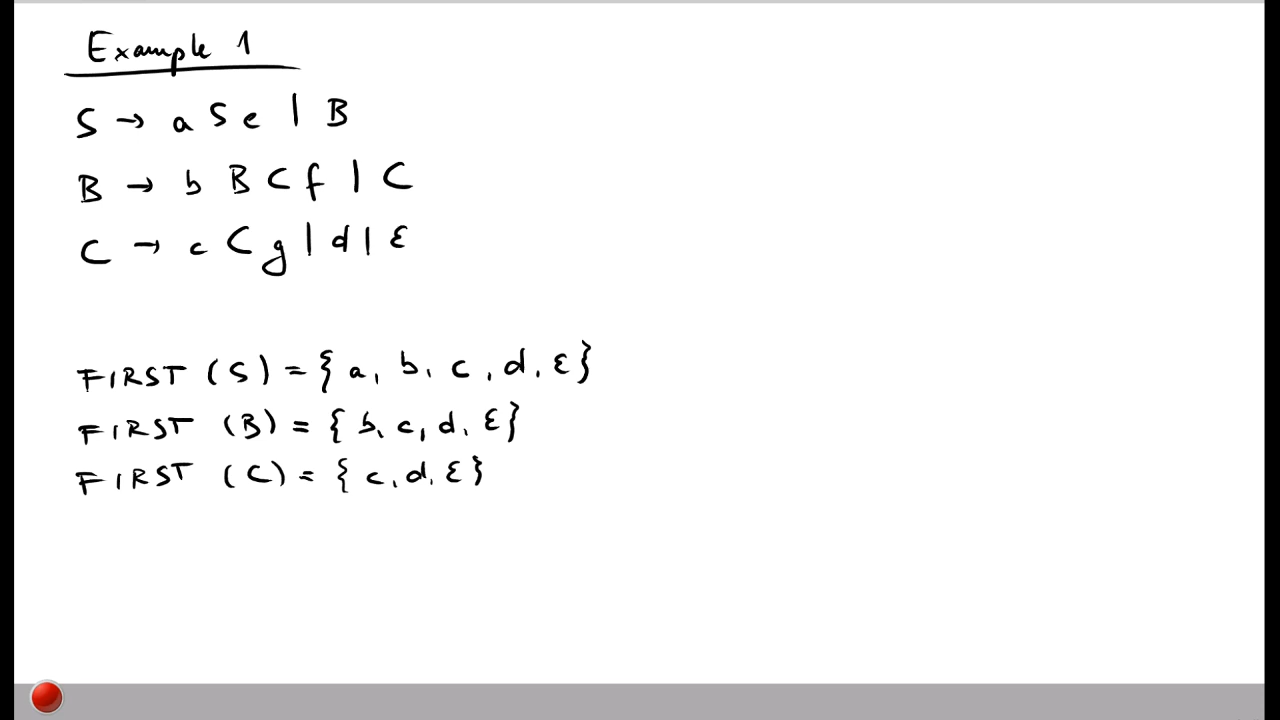 Example 1
S → a S e | B
B → b B C f | C
C → c C g | d | ε
FIRST (S) = { a, b, c, d, ε}
FIRST (B) = { b, c, d, ε}
FIRST (C) = { c, d, ε}